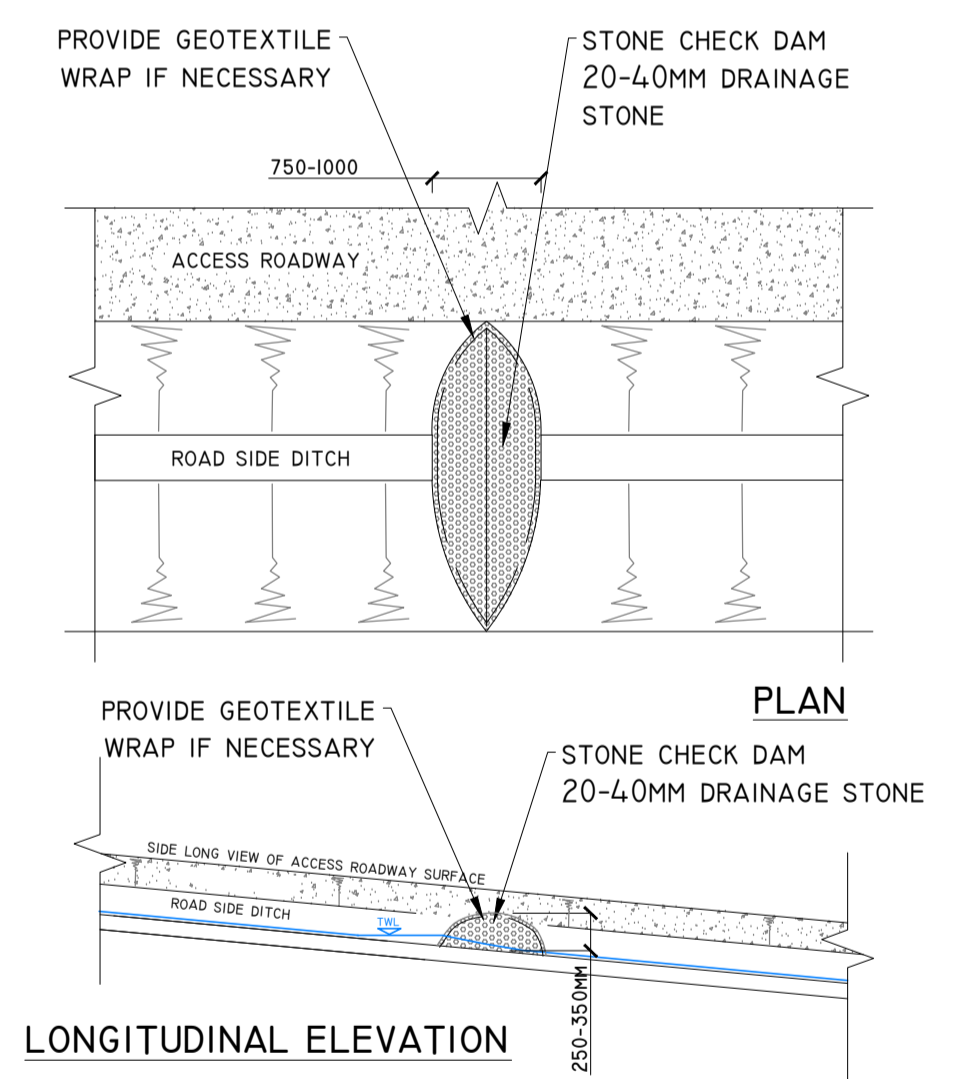 PROVIDE GEOTEXTILE
WRAP IF NECESSARY
STONE CHECK DAM
20-40MM DRAINAGE
STONE
750-1000
ACCESS ROADWAY
ROAD SIDE DITCH
PLAN
PROVIDE GEOTEXTILE
WRAP IF NECESSARY
STONE CHECK DAM
20-40MM DRAINAGE STONE
SIDE LONG VIEW OF ACCESS ROADWAY SURFACE
ROAD SIDE DITCH
TWL
250-350MM
LONGITUDINAL ELEVATION